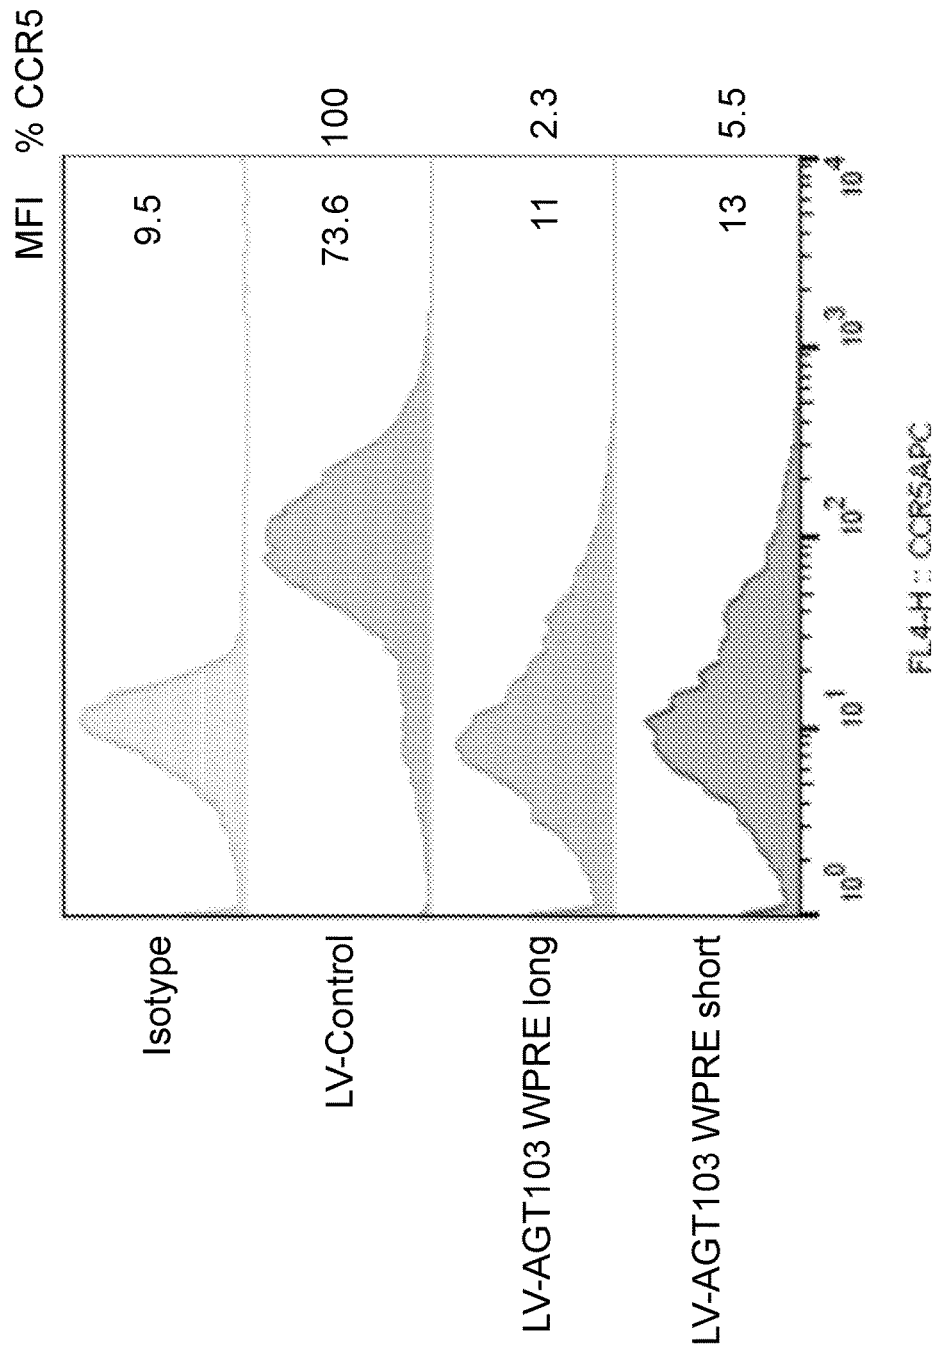 MFI % CCR5
Isotype 9.5
LV-Control 73.6 100
LV-AGT103 WPRE long 11 2.3
LV-AGT103 WPRE short 13 5.5
10^0 10^1 10^2 10^3 10^4
FL4-H :: CCR5APC